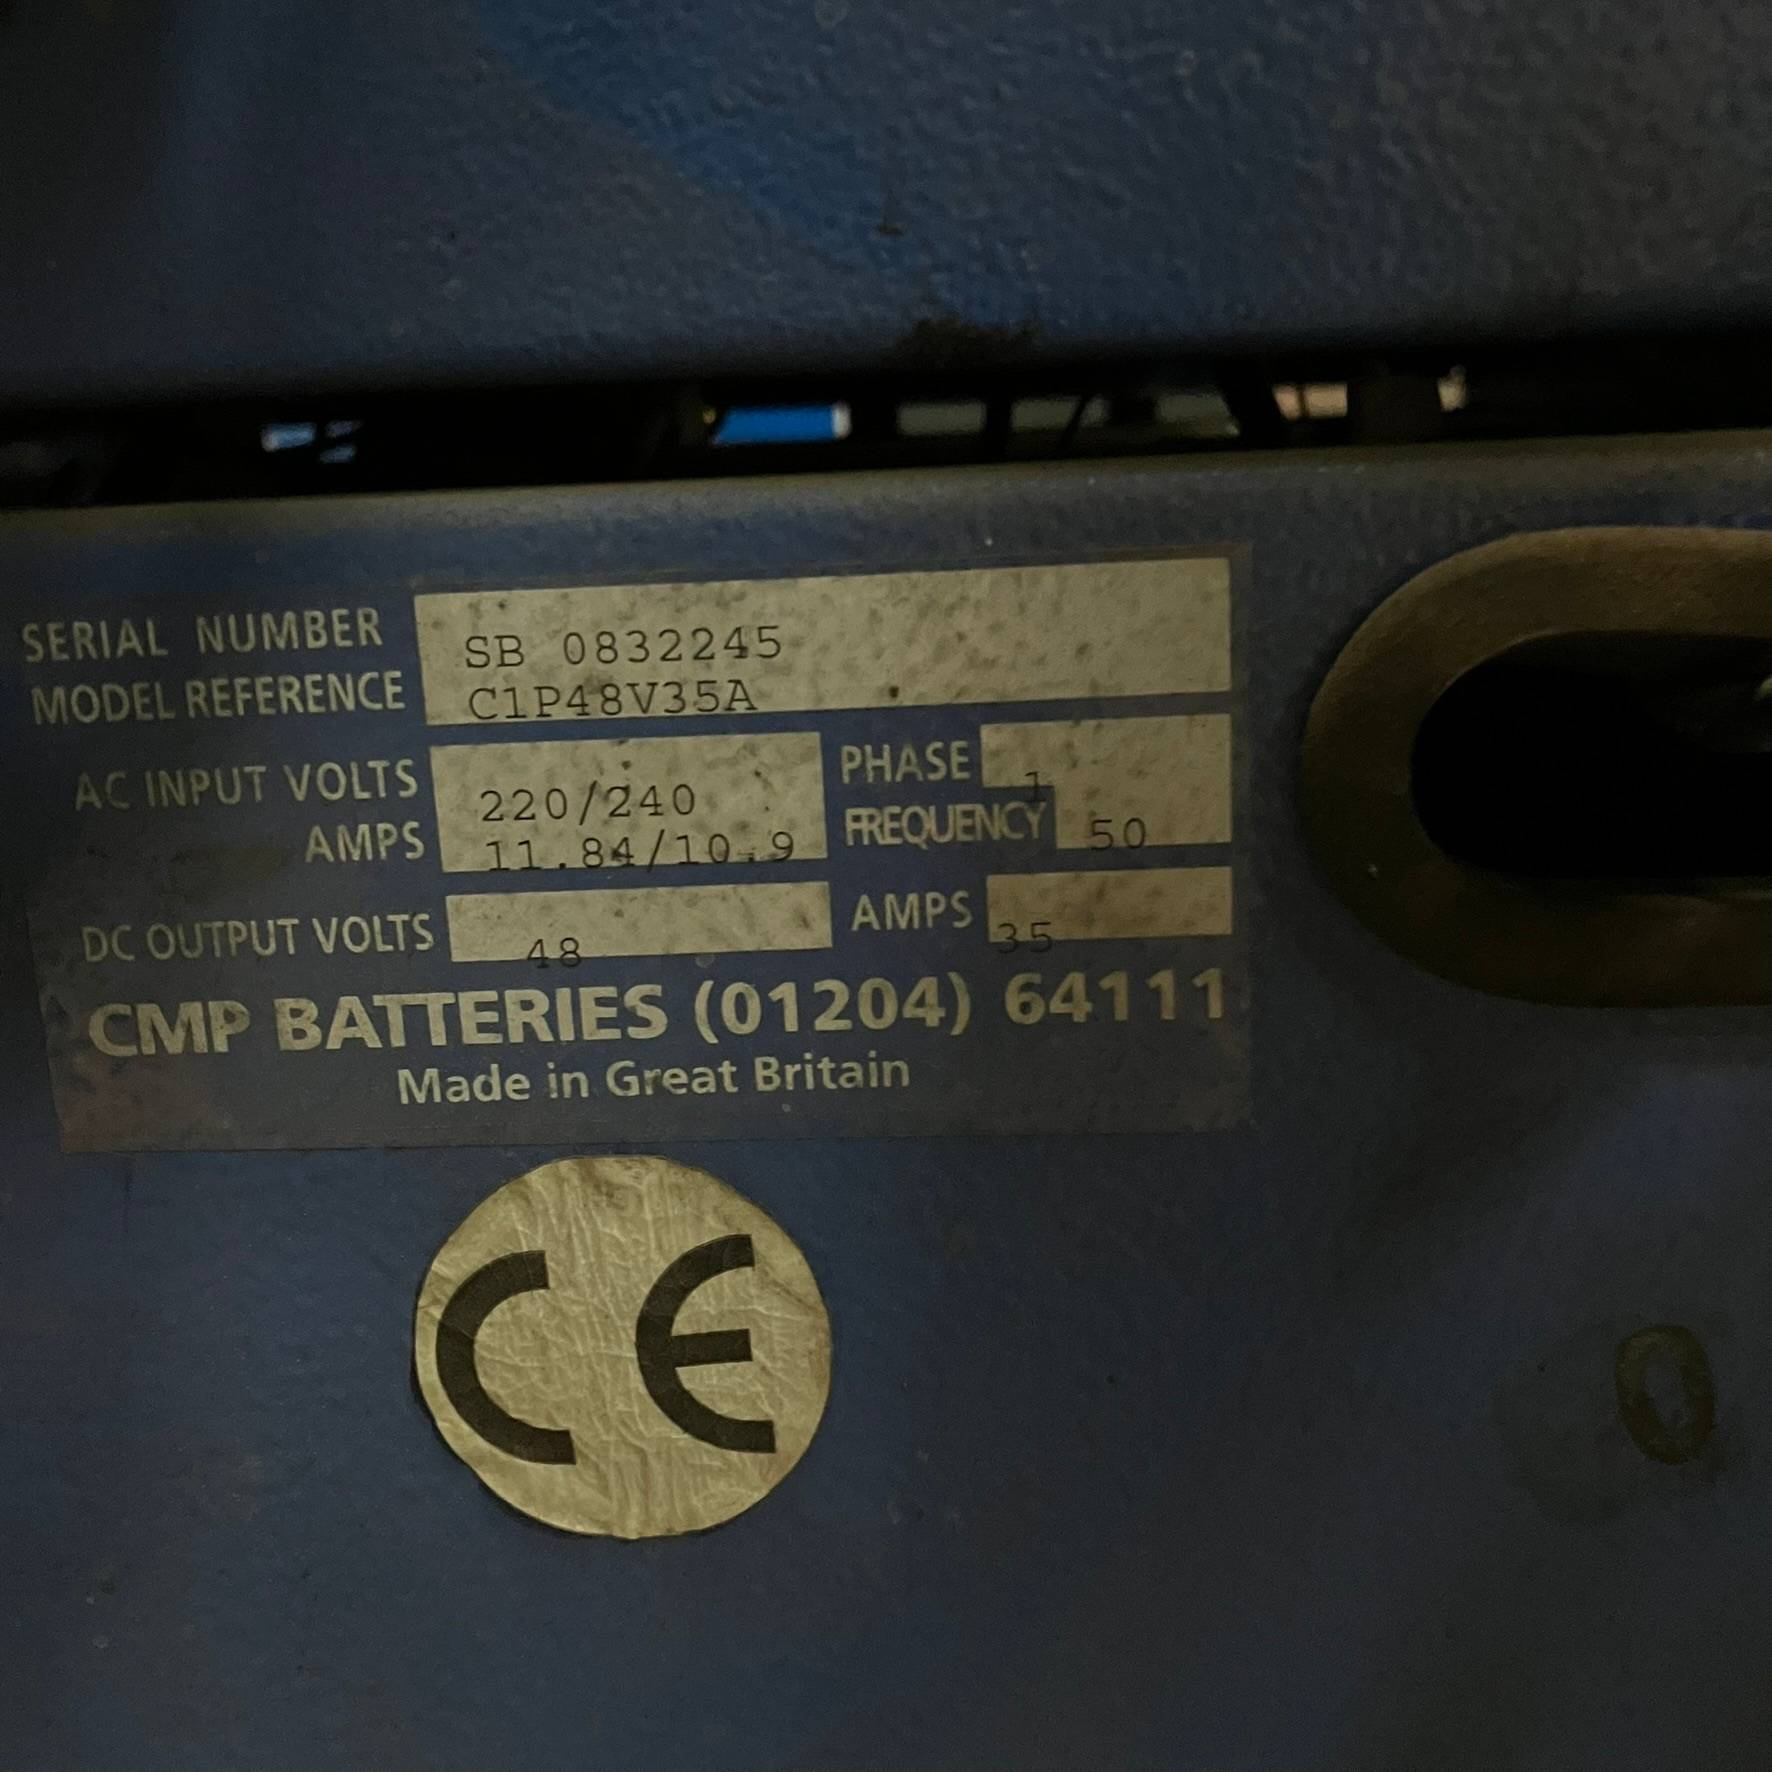 SERIAL NUMBER SB 0832245
MODEL REFERENCE C1P48V35A
AC INPUT VOLTS 220/240 PHASE 1
AMPS 11.84/10.9 FREQUENCY 50
DC OUTPUT VOLTS 48 AMPS 35
CMP BATTERIES (01204) 64111
Made in Great Britain
CE